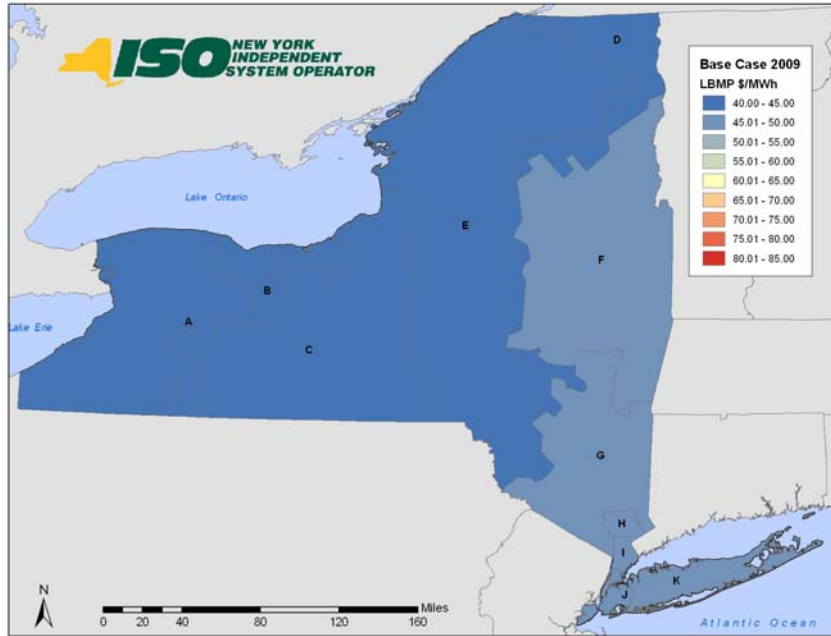 ISO NEW YORK
INDEPENDENT
SYSTEM OPERATOR
Base Case 2009
LBMP $/MWh
40.00 - 45.00
45.01 - 50.00
50.01 - 55.00
55.01 - 60.00
60.01 - 65.00
65.01 - 70.00
70.01 - 75.00
75.01 - 80.00
80.01 - 85.00
D
Lake Ontario
E
F
B
A
Lake Erie
C
G
H
I
K
J
N
Miles
0 10 20 40 80 120 160
Atlantic Ocean